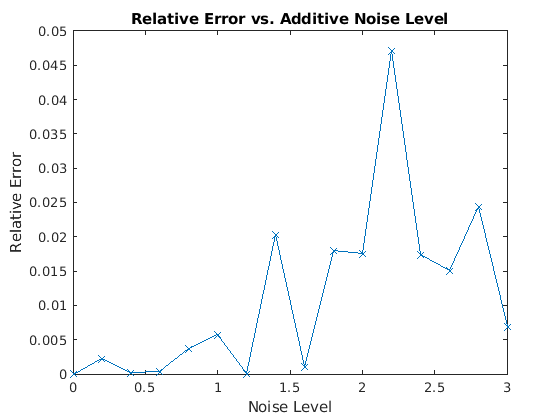 Relative Error vs. Additive Noise Level
0.05
0.045
0.04
0.035
0.03
0.025
0.02
0.015
0.01
0.005
0
Relative Error
0 0.5 1 1.5 2 2.5 3
Noise Level